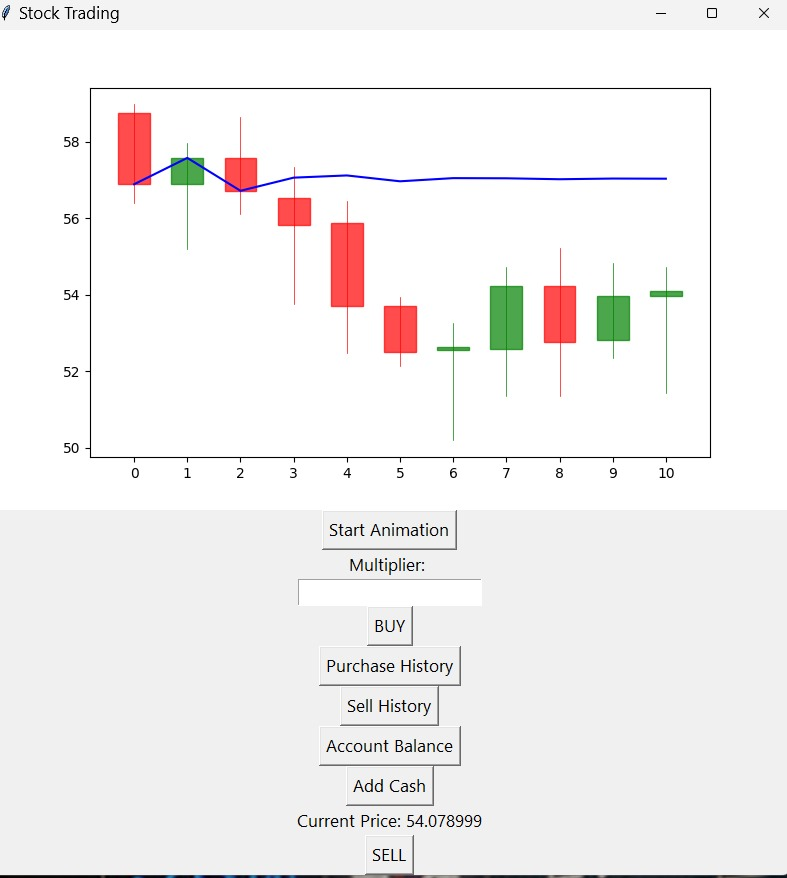 Stock Trading
58
56
54
52
50
0 1 2 3 4 5 6 7 8 9 10
Start Animation
Multiplier:
BUY
Purchase History
Sell History
Account Balance
Add Cash
Current Price: 54.078999
SELL